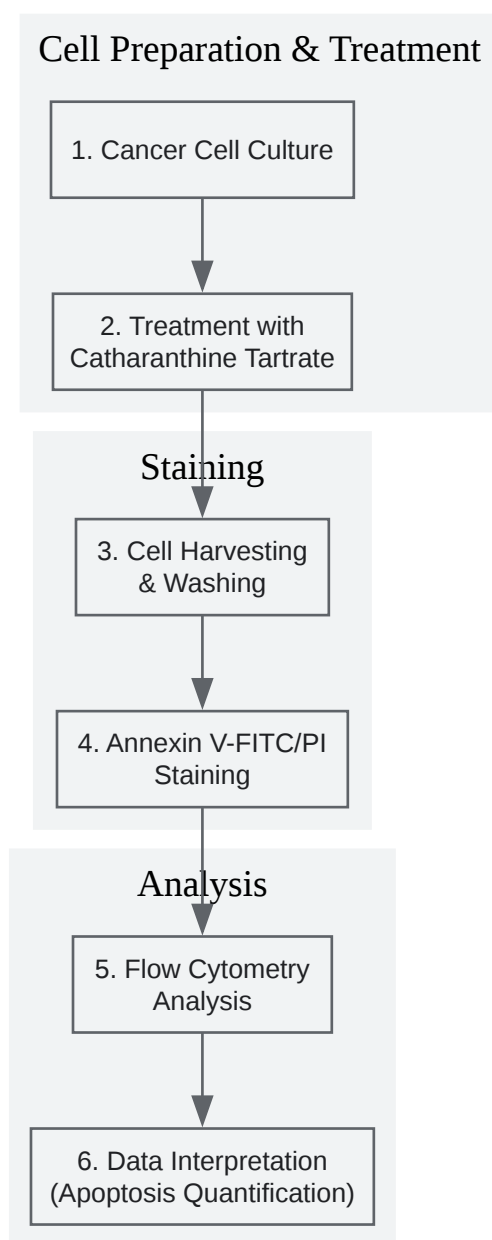 Cell Preparation & Treatment
1. Cancer Cell Culture
2. Treatment with
Catharanthine Tartrate
Staining
3. Cell Harvesting
& Washing
4. Annexin V-FITC/PI
Staining
Analysis
5. Flow Cytometry
Analysis
6. Data Interpretation
(Apoptosis Quantification)